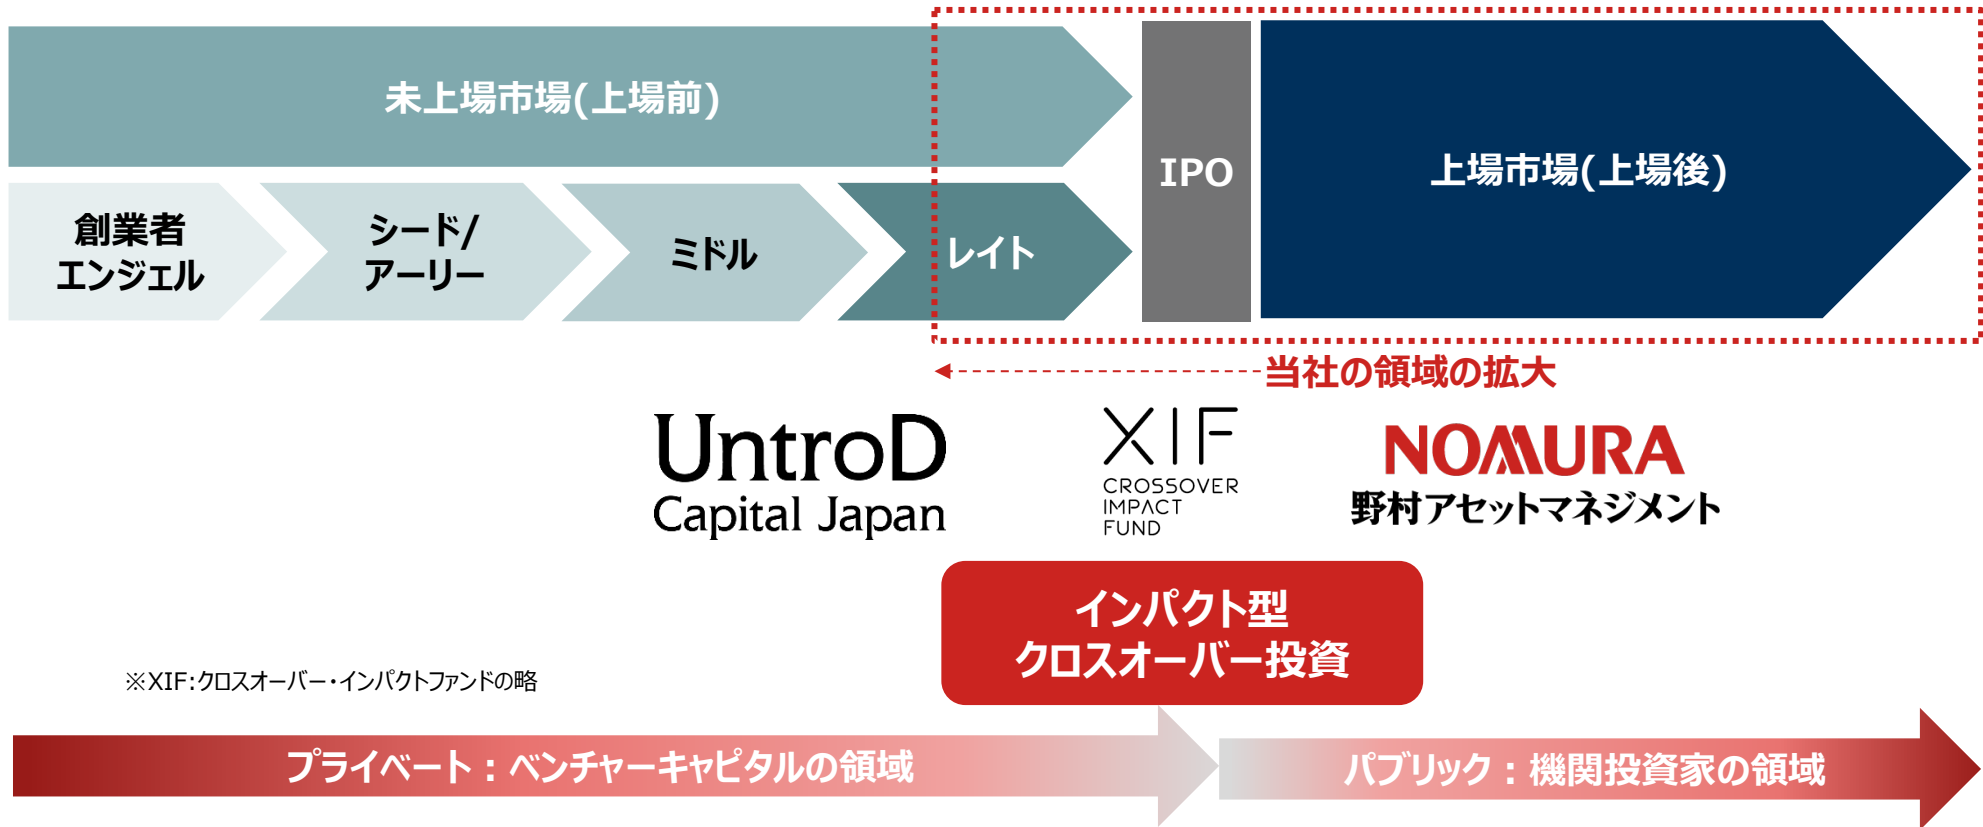 未上場市場(上場前)
IPO
上場市場(上場後)
創業者
エンジェル
シード/
アーリー
ミドル
レイト
当社の領域の拡大
UntroD
Capital Japan
XIF
CROSSOVER
IMPACT
FUND
NOMURA
野村アセットマネジメント
インパクト型
クロスオーバー投資
※XIF:クロスオーバー・インパクトファンドの略
プライベート：ベンチャーキャピタルの領域
パブリック：機関投資家の領域